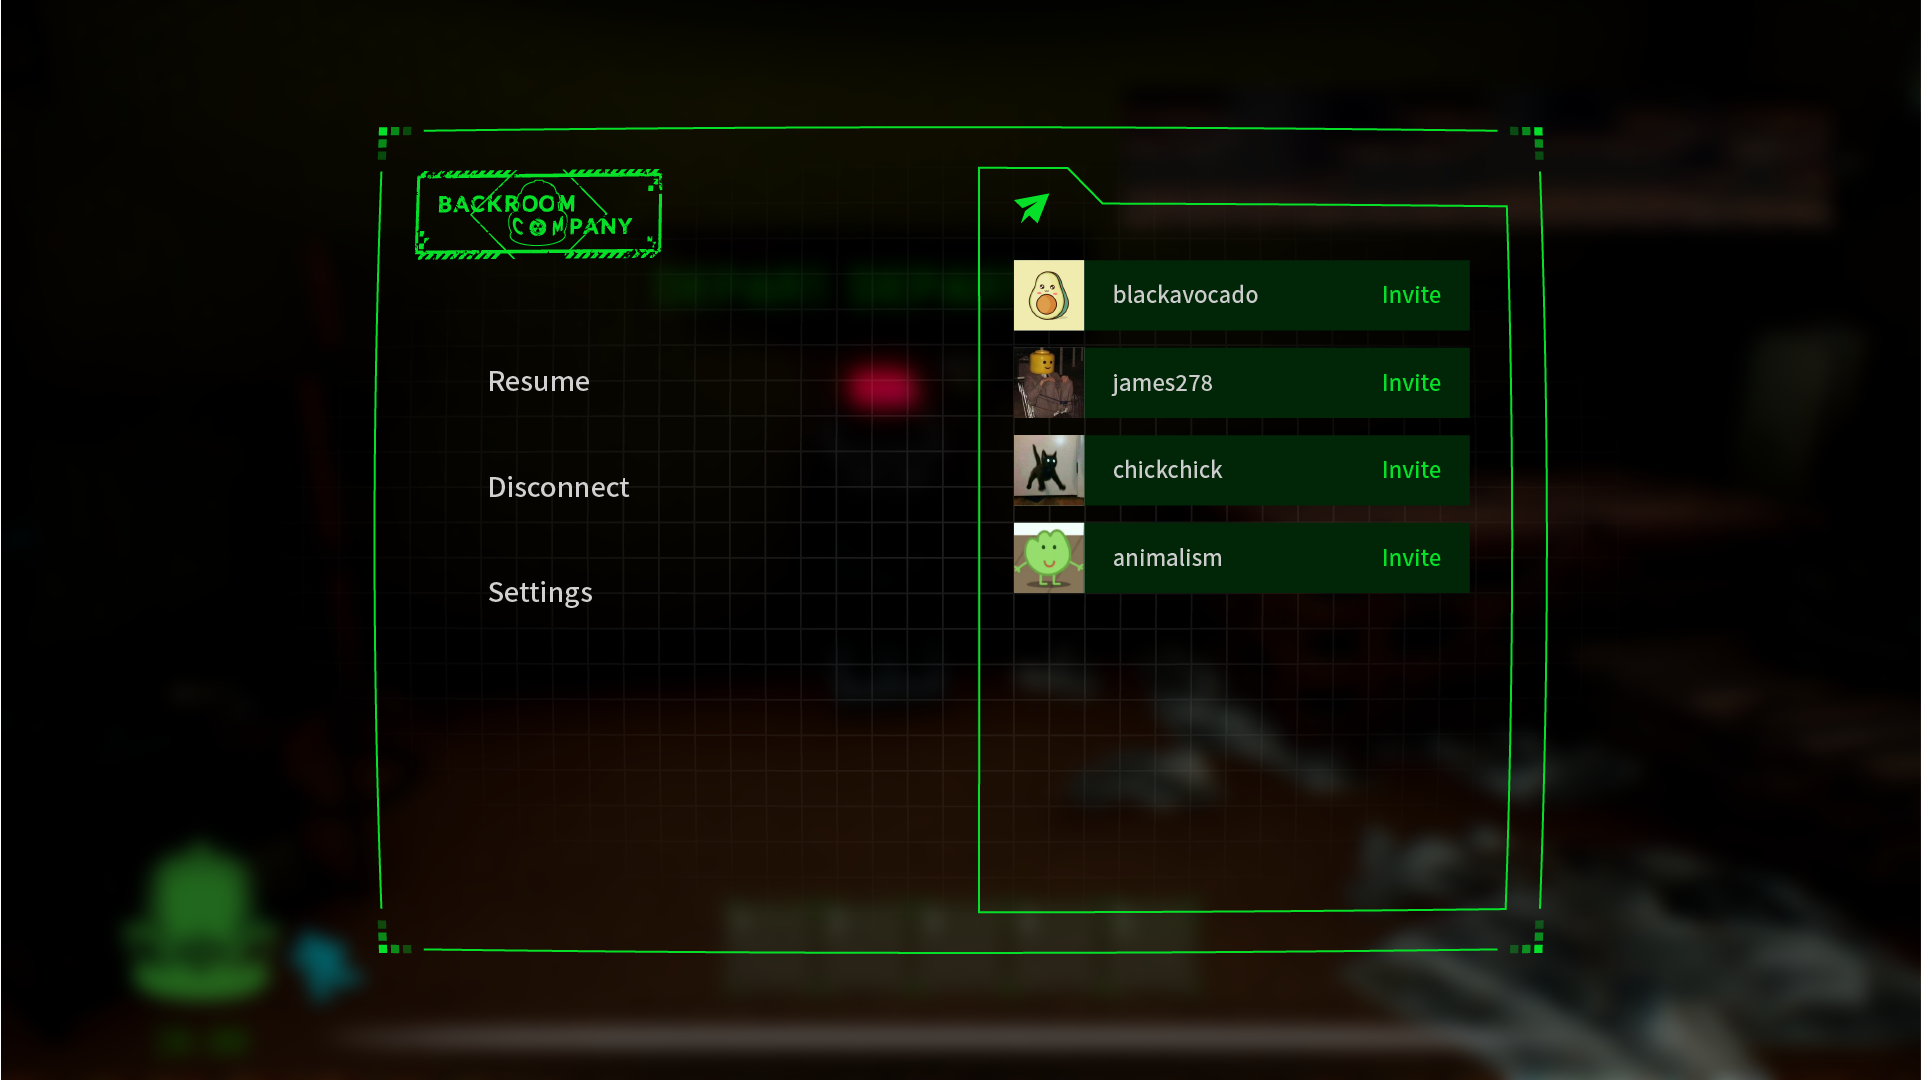 BACKROOM
COMPANY
Resume
Disconnect
Settings
blackavocado Invite
james278 Invite
chickchick Invite
animalism Invite